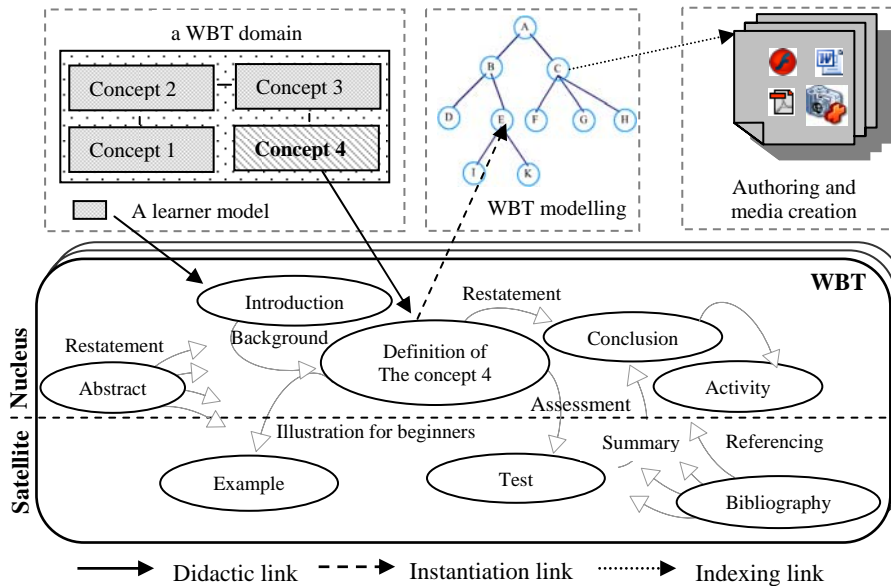 a WBT domain
Concept 2
Concept 3
Concept 1
Concept 4
A learner model
A
B
C
D
E
F
G
H
I
K
WBT modelling
W
Authoring and
media creation
WBT
Nucleus
Satellite
Introduction
Restatement
Background
Conclusion
Restatement
Definition of
The concept 4
Abstract
Activity
Assessment
Illustration for beginners
Summary
Referencing
Example
Test
Bibliography
Didactic link
Instantiation link
Indexing link